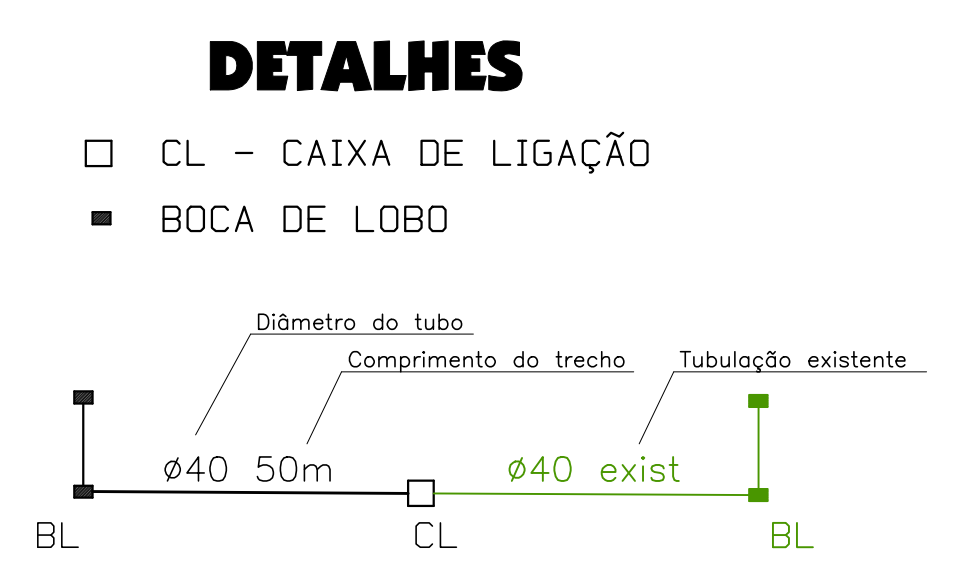 DETALHES
CL - CAIXA DE LIGAÇÃO
BOCA DE LOBO
Diâmetro do tubo
Comprimento do trecho
Tubulação existente
ø40 50m
ø40 exist
BL
CL
BL